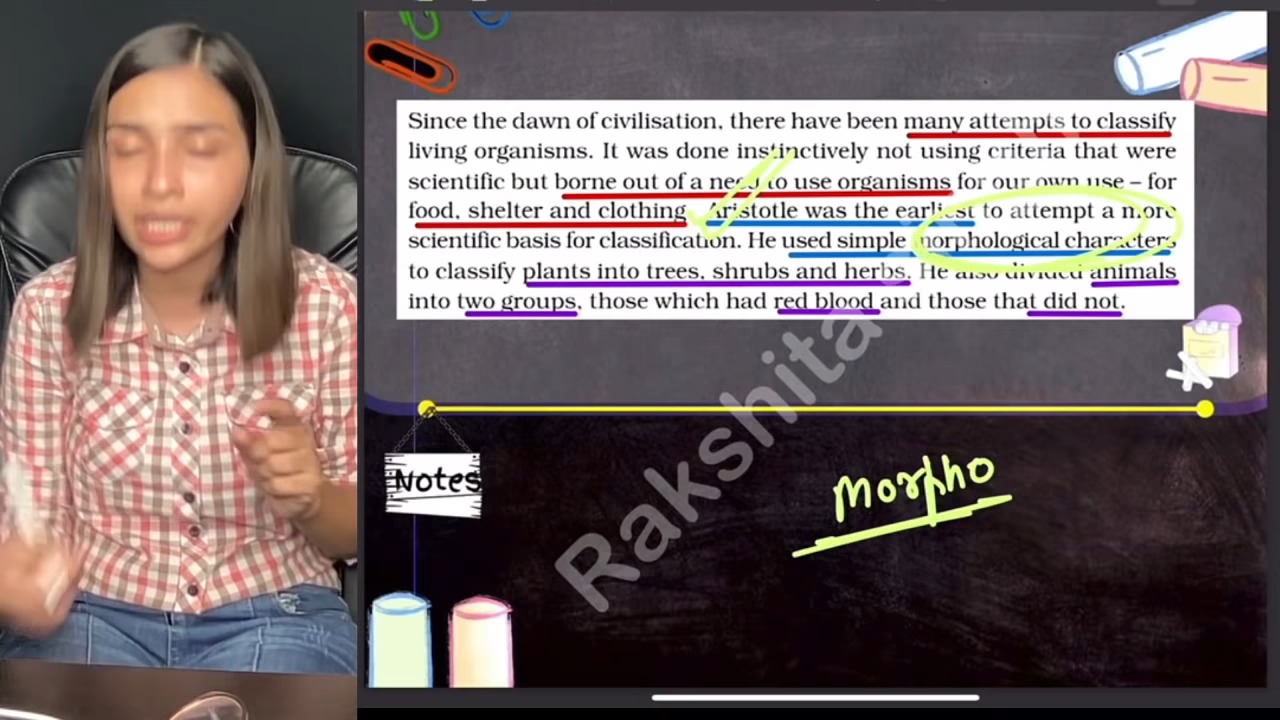 Since the dawn of civilisation, there have been many attempts to classify
living organisms. It was done instinctively not using criteria that were
scientific but borne out of a need to use organisms for our own use – for
food, shelter and clothing. Aristotle was the earliest to attempt a more
scientific basis for classification. He used simple morphological characters
to classify plants into trees, shrubs and herbs. He also divided animals
into two groups, those which had red blood and those that did not.
Notes
Morpho
Rakshita